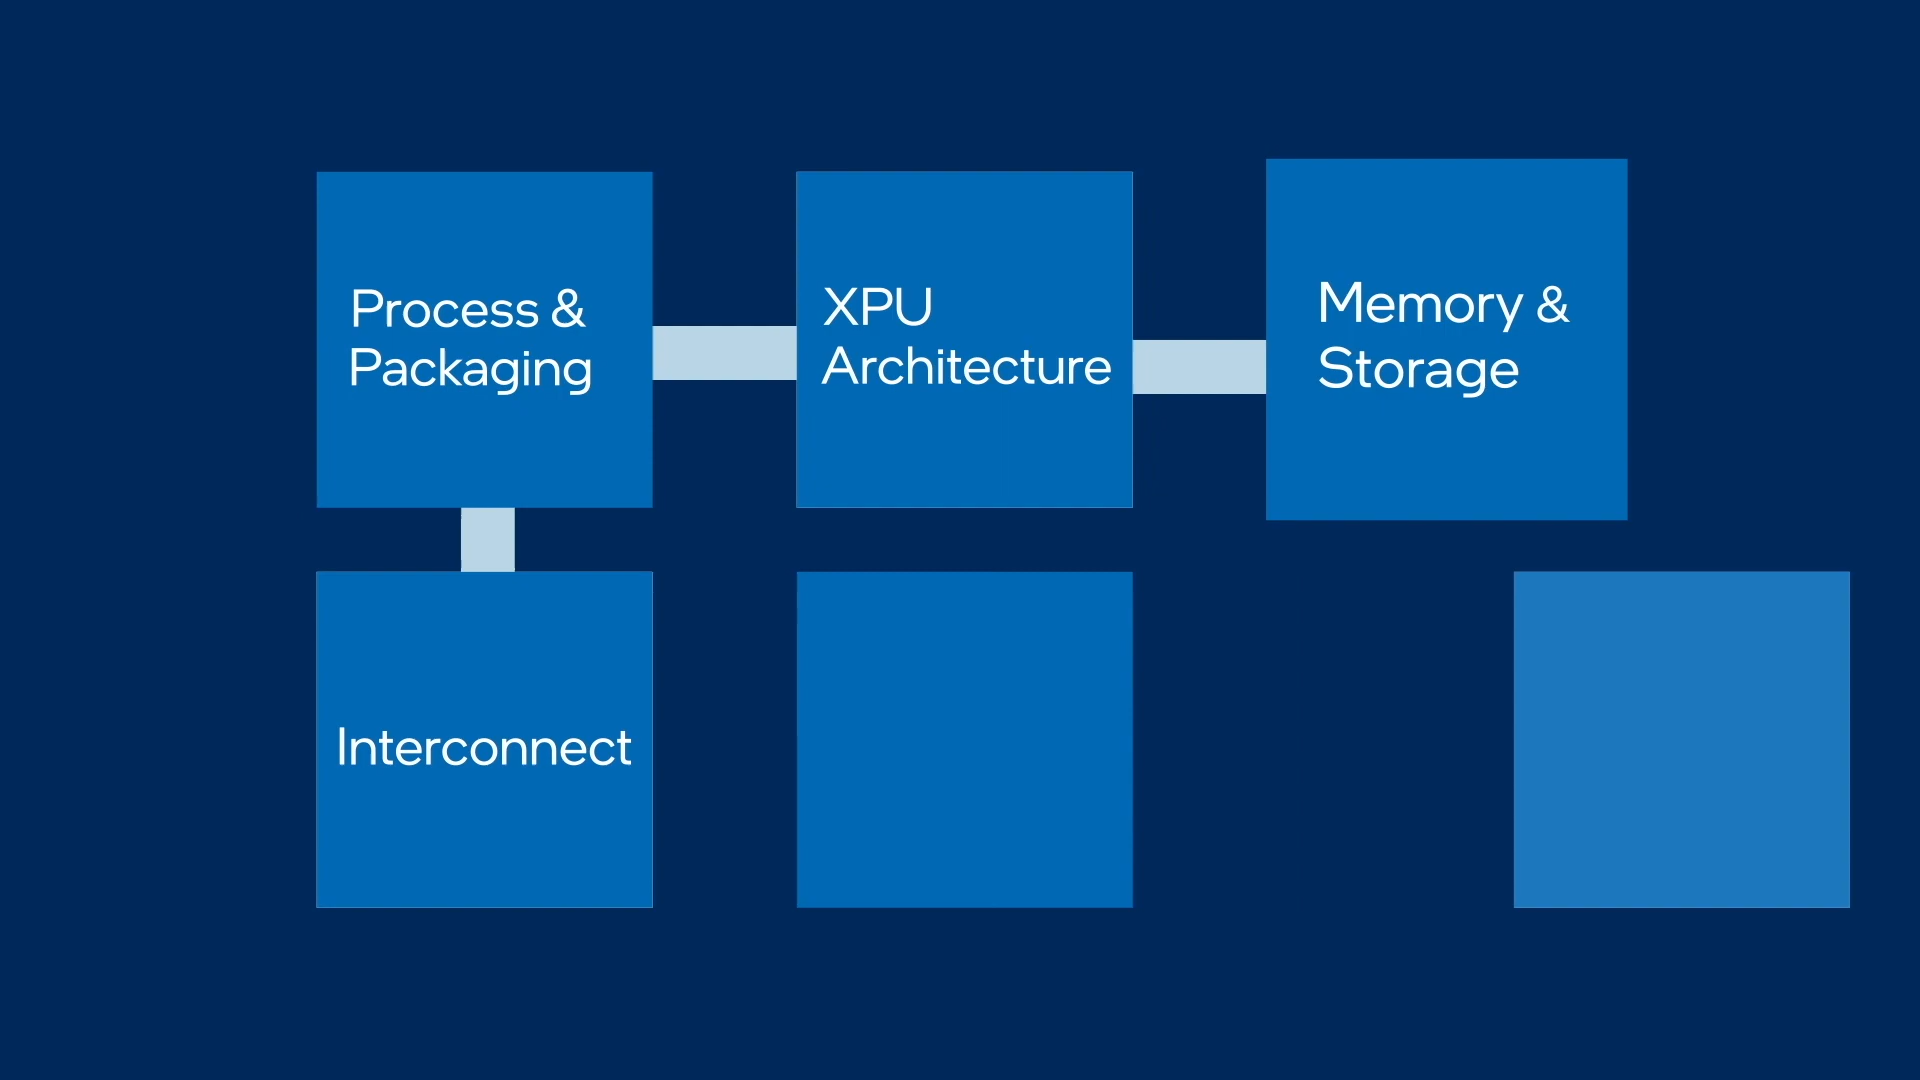 Process &
Packaging
XPU
Architecture
Memory &
Storage
Interconnect